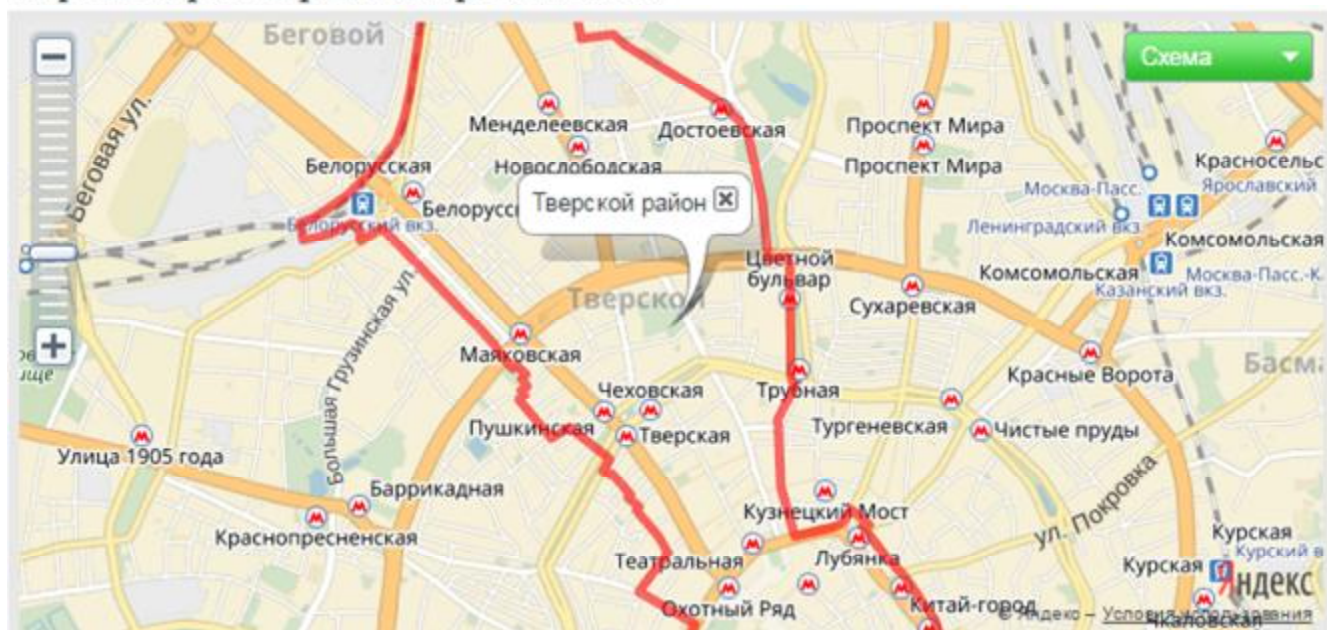 Беговой
Схема
Беговая ул.
Менделеевская
Достоевская
Проспект Мира
Белорусская
Новослободская
Проспект Мира
Красносельс
Москва-Пасс.
Ярославский
Тверской район
Белорусс
Белорусский вкз.
Ленинградский вкз.
Комсомольская
Цветной
бульвар
Комсомольская
Москва-Пасс.-К
Казанский вкз.
Тверской
Сухаревская
Большая Грузинская ул.
Маяковская
Красные Ворота
Басма
Чеховская
Трубная
Пушкинская
Тверская
Тургеневская
Чистые пруды
Улица 1905 года
Баррикадная
ул. Покровка
Кузнецкий Мост
Краснопресненская
Театральная
Лубянка
Курская
Курский в
Курская
Яндекс
Охотный Ряд
Китай-город
© Яндекс – Условия использования
Чкаловская